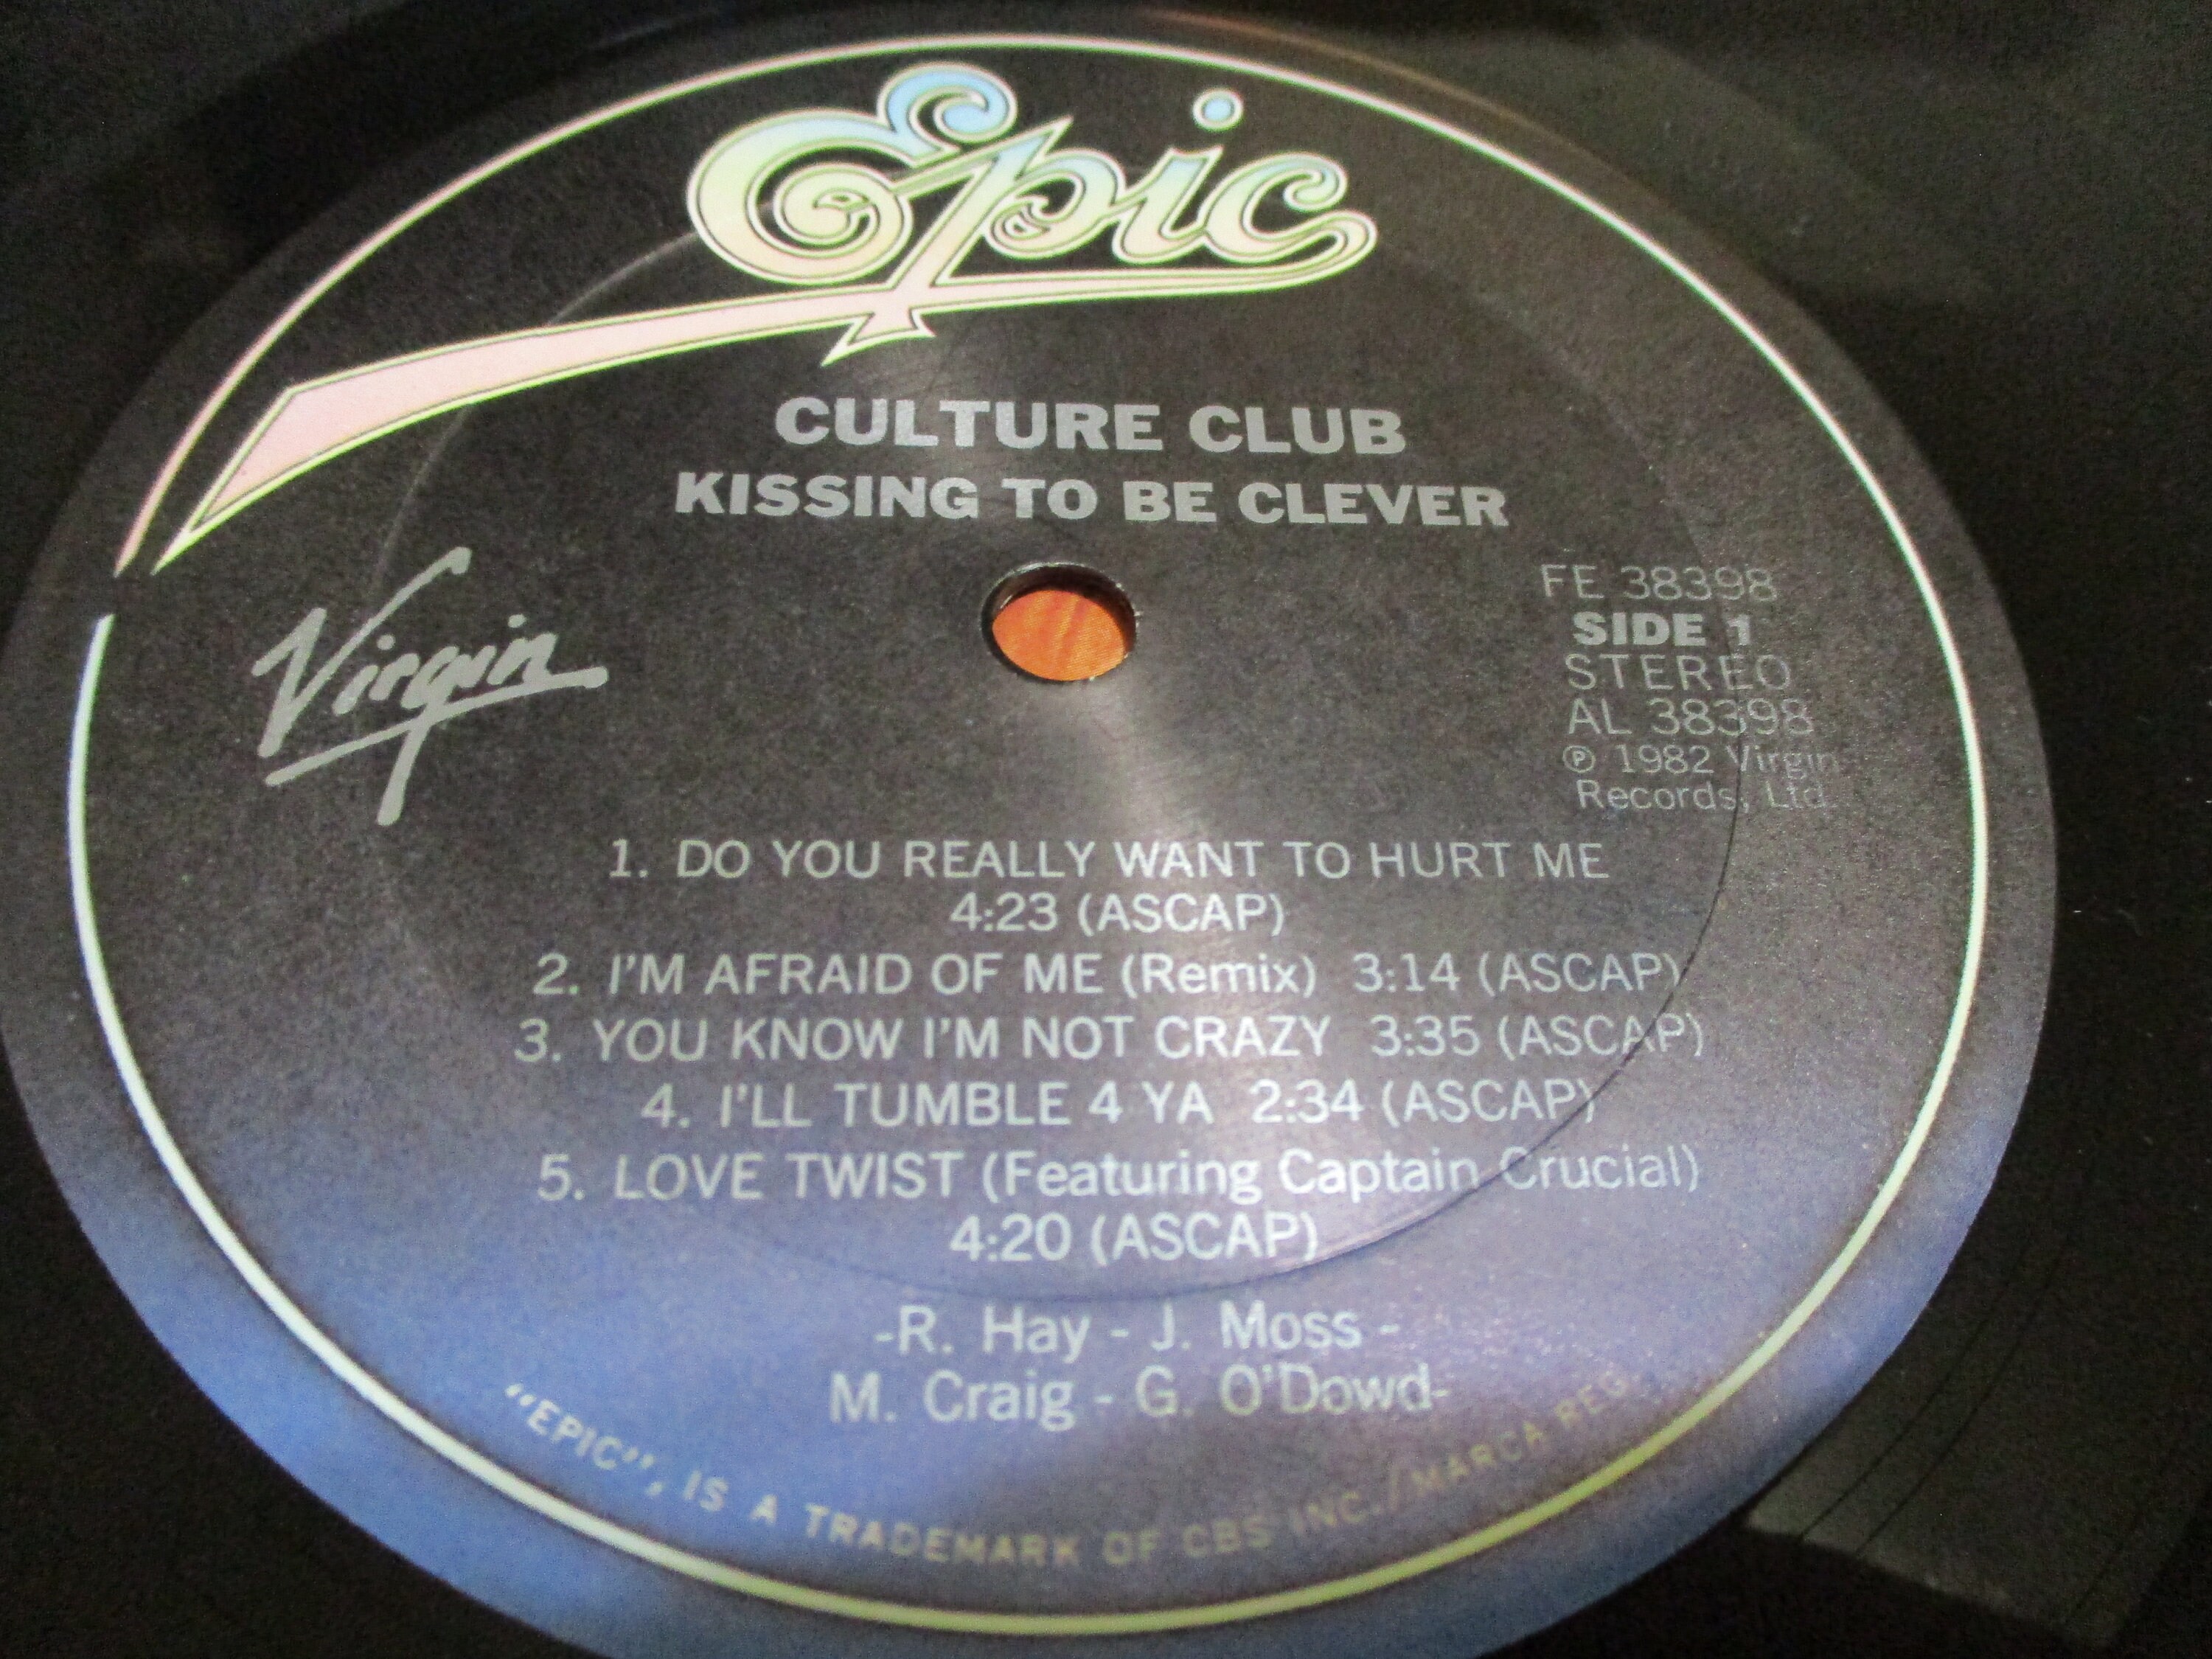 Epic
CULTURE CLUB
KISSING TO BE CLEVER
Virgin
FE 38398
SIDE 1
STEREO
AL 38398
℗ 1982 Virgin
Records, Ltd.
1. DO YOU REALLY WANT TO HURT ME
4:23 (ASCAP)
2. I'M AFRAID OF ME (Remix) 3:14 (ASCAP)
3. YOU KNOW I'M NOT CRAZY 3:35 (ASCAP)
4. I'LL TUMBLE 4 YA 2:34 (ASCAP)
5. LOVE TWIST (Featuring Captain Crucial)
4:20 (ASCAP)
-R. Hay - J. Moss -
M. Craig - G. O'Dowd-
"EPIC", IS A TRADEMARK OF CBS INC./MARCA REG.